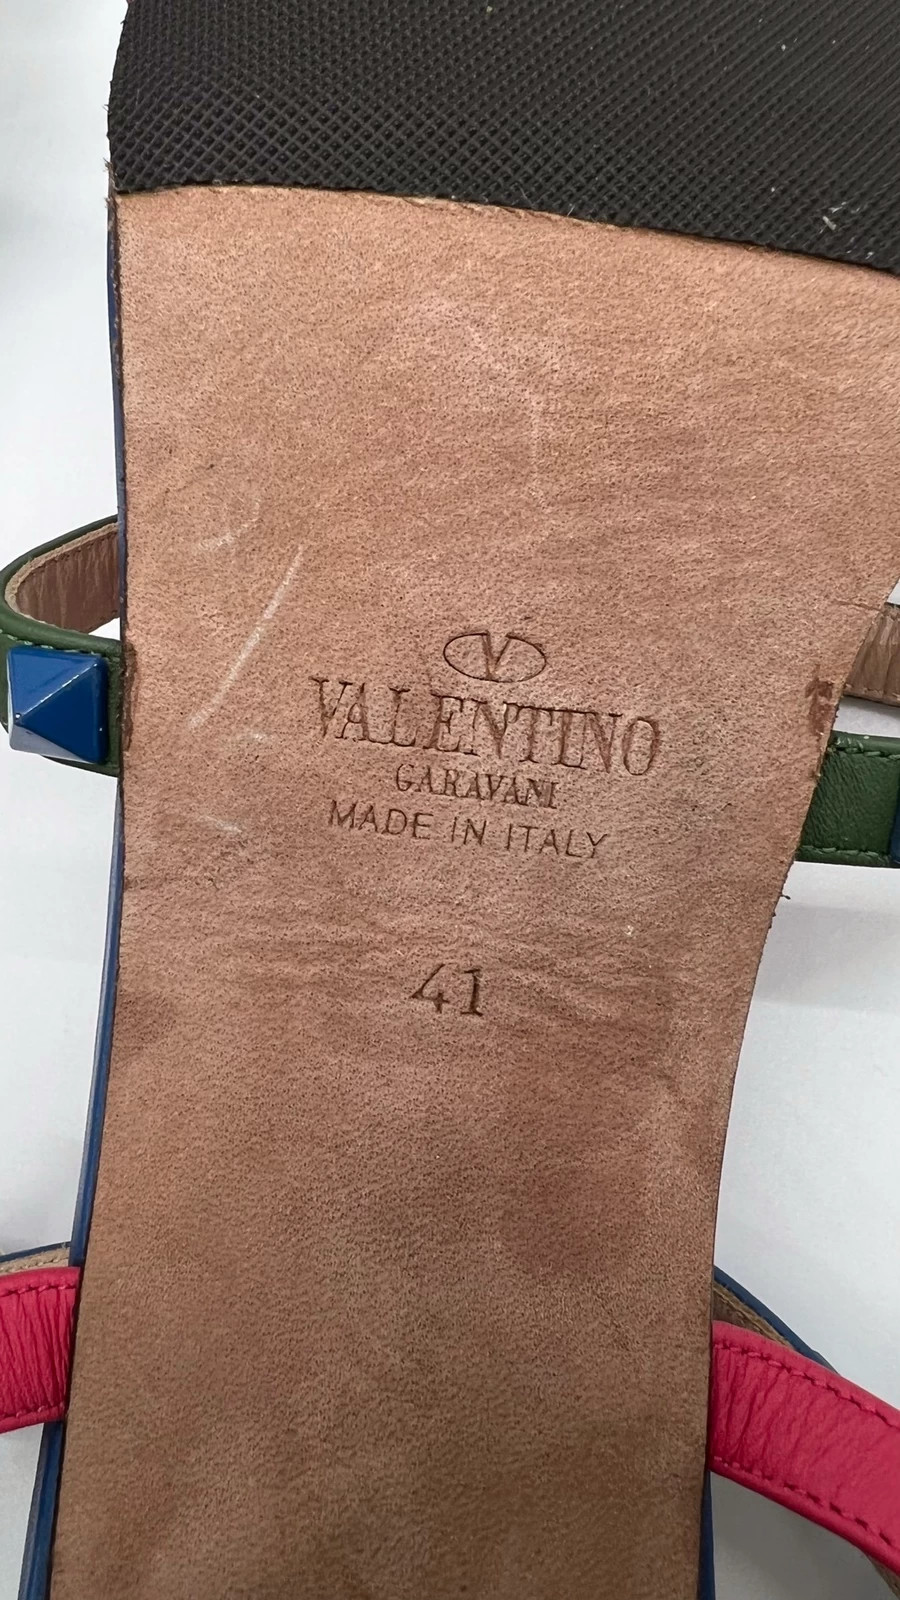 V
VALENTINO
GARAVANI
MADE IN ITALY
41